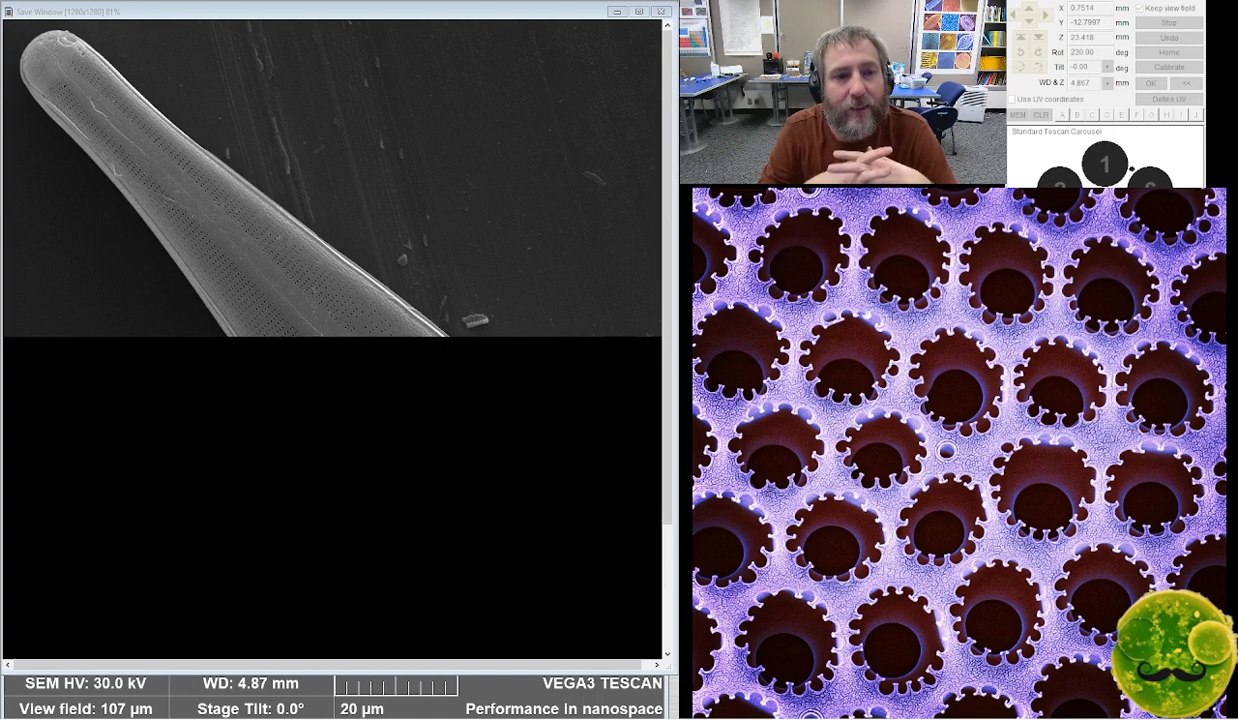 Save Window [1280x1280] 81%
SEM HV: 30.0 kV
WD: 4.87 mm
VEGA3 TESCAN
View field: 107 µm
Stage Tilt: 0.0°
20 µm
Performance in nanospace
X 0.7514 mm
Keep view field
Y -12.7997 mm
Stop
Z 23.418 mm
Undo
Rot 230.00 deg
Home
Tilt -0.00 deg
Calibrate
WD & Z 4.867 mm
OK <<
Use UV coordinates
Define UV
MEM CLR A B C D E F G H I J
Standard Tescan Carousel
1